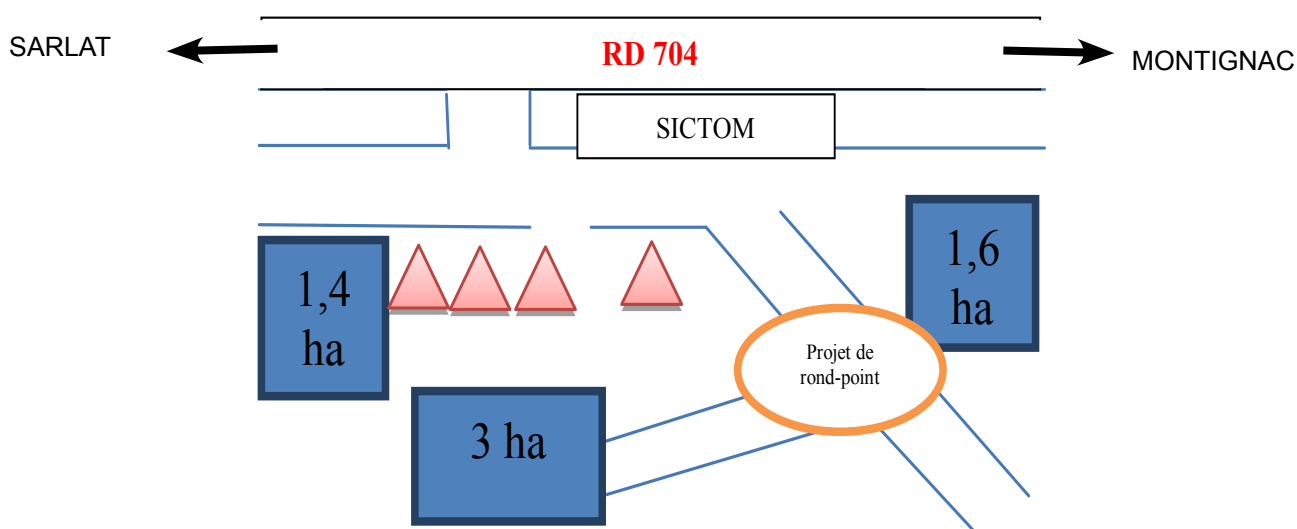 SARLAT
RD 704
MONTIGNAC
SICTOM
1,4
ha
1,6
ha
Projet de
rond-point
3 ha